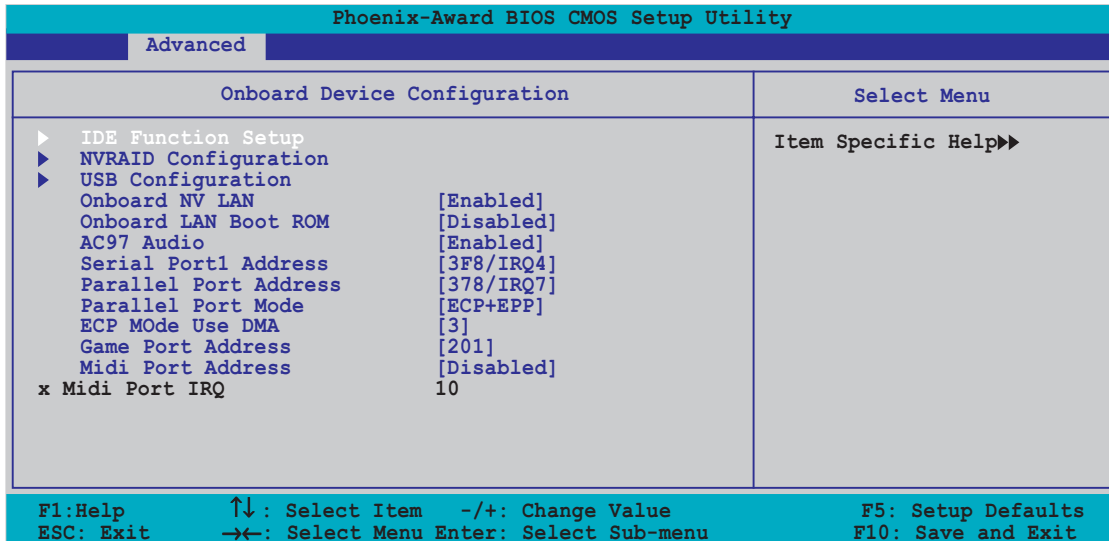 Phoenix-Award BIOS CMOS Setup Utility
Advanced
Onboard Device Configuration
Select Menu
▶ IDE Function Setup
▶ NVRAID Configuration
▶ USB Configuration
Onboard NV LAN [Enabled]
Onboard LAN Boot ROM [Disabled]
AC97 Audio [Enabled]
Serial Port1 Address [3F8/IRQ4]
Parallel Port Address [378/IRQ7]
Parallel Port Mode [ECP+EPP]
ECP MOde Use DMA [3]
Game Port Address [201]
Midi Port Address [Disabled]
x Midi Port IRQ 10
Item Specific Help▶▶
F1:Help ↑↓: Select Item -/+: Change Value F5: Setup Defaults
ESC: Exit →←: Select Menu Enter: Select Sub-menu F10: Save and Exit